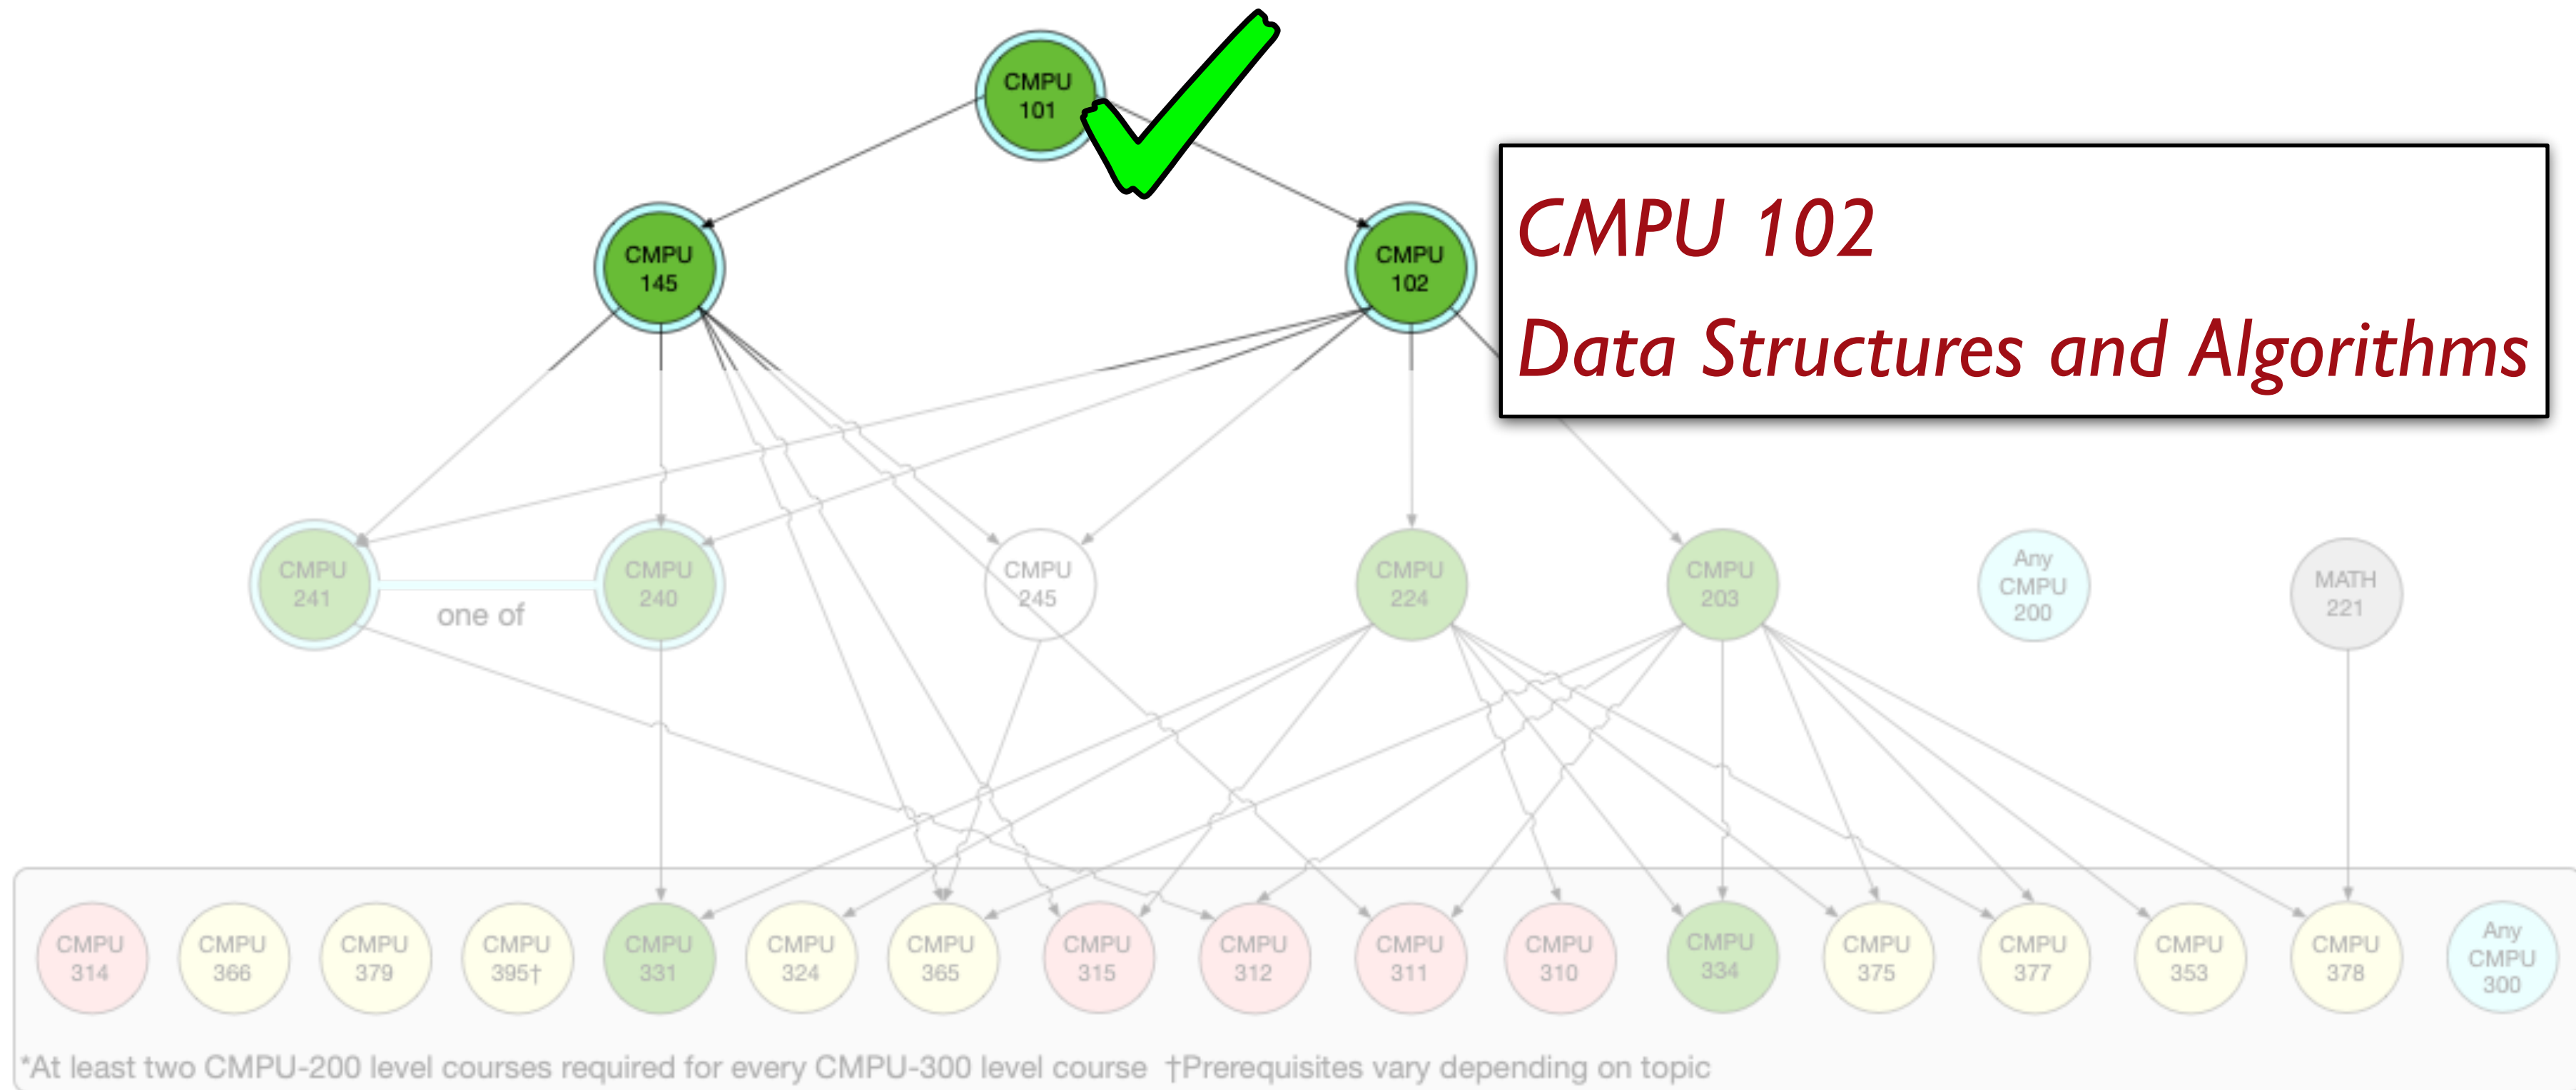 CMPU
101
CMPU
145
CMPU
102
CMPU 102
Data Structures and Algorithms
CMPU
241
one of
CMPU
240
CMPU
245
CMPU
224
CMPU
203
Any
CMPU
200
MATH
221
CMPU
314
CMPU
366
CMPU
379
CMPU
395†
CMPU
331
CMPU
324
CMPU
365
CMPU
315
CMPU
312
CMPU
311
CMPU
310
CMPU
334
CMPU
375
CMPU
377
CMPU
353
CMPU
378
Any
CMPU
300
*At least two CMPU-200 level courses required for every CMPU-300 level course †Prerequisites vary depending on topic